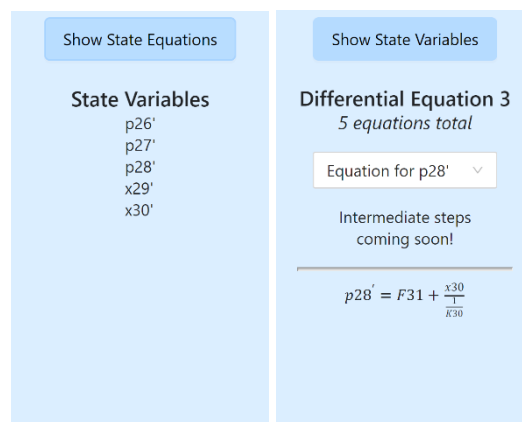 Show State Equations
State Variables
p26'
p27'
p28'
x29'
x30'
Show State Variables
Differential Equation 3
5 equations total
Equation for p28'
Intermediate steps
coming soon!
p28' = F31 + x30 / (1 / K30)